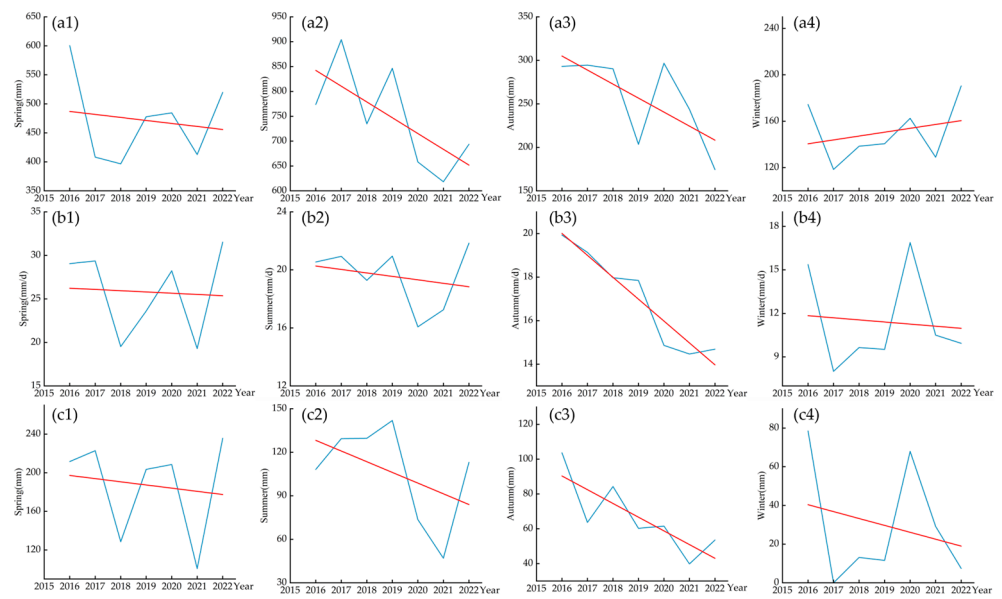 (a1) (a2) (a3) (a4)
650 600 550 500 450 400 350
Spring(mm)
2015 2016 2017 2018 2019 2020 2021 2022 Year
950 900 850 800 750 700 650 600
Summer(mm)
2015 2016 2017 2018 2019 2020 2021 2022 Year
350 300 250 200 150
Autumn(mm)
2015 2016 2017 2018 2019 2020 2021 2022 Year
240 200 160 120
Winter(mm)
2015 2016 2017 2018 2019 2020 2021 2022 Year
(b1) (b2) (b3) (b4)
35 30 25 20 15
Spring(mm/d)
2015 2016 2017 2018 2019 2020 2021 2022 Year
24 20 16 12
Summer(mm/d)
2015 2016 2017 2018 2019 2020 2021 2022 Year
20 18 16 14
Autumn(mm/d)
2015 2016 2017 2018 2019 2020 2021 2022 Year
12 9
Winter(mm/d)
15
2015 2016 2017 2018 2019 2020 2021 2022 Year
(c1) (c2) (c3) (c4)
240 200 160 120
Spring(mm)
2015 2016 2017 2018 2019 2020 2021 2022 Year
150 120 90 60 30
Summer(mm)
2015 2016 2017 2018 2019 2020 2021 2022 Year
120 100 80 60 40
Autumn(mm)
2015 2016 2017 2018 2019 2020 2021 2022 Year
80 60 40 20 0
Winter(mm)
2015 2016 2017 2018 2019 2020 2021 2022 Year